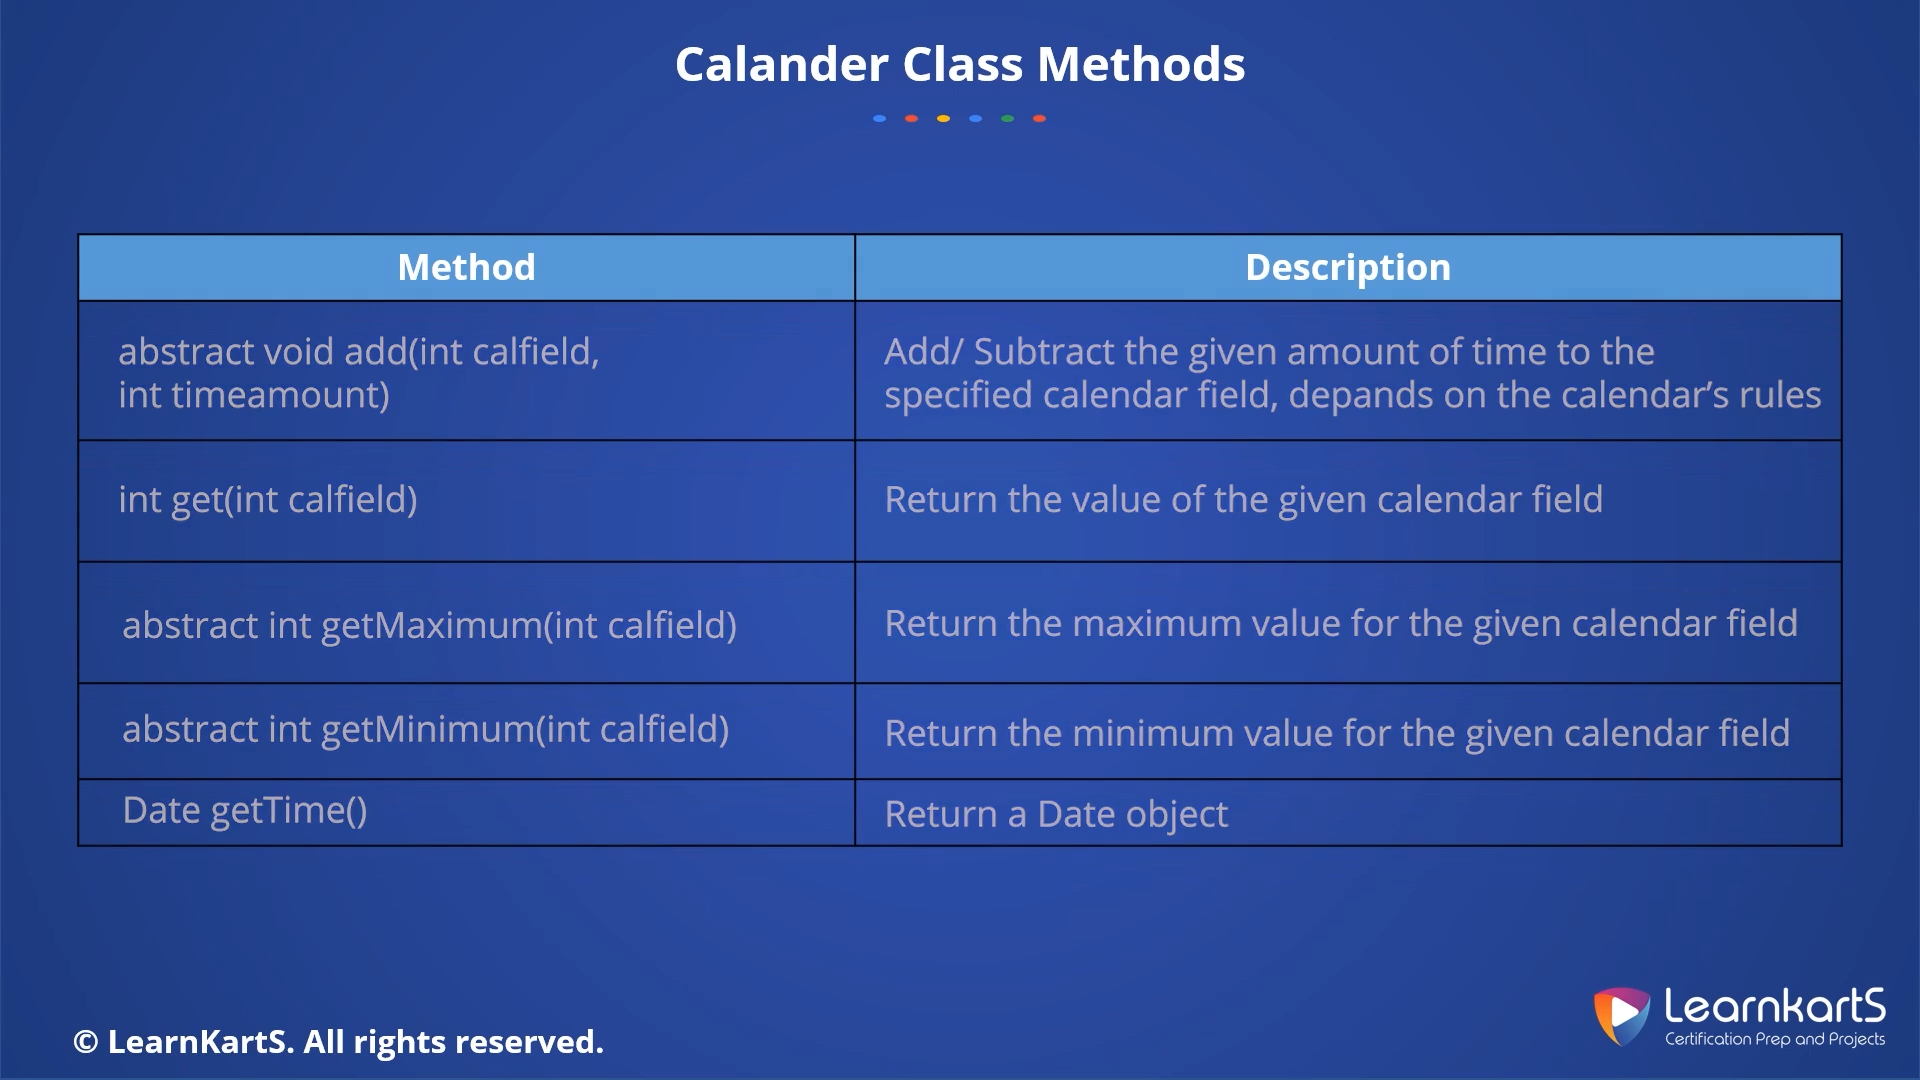 Calander Class Methods
Method
Description
abstract void add(int calfield,
int timeamount)
Add/ Subtract the given amount of time to the
specified calendar field, depands on the calendar’s rules
int get(int calfield)
Return the value of the given calendar field
abstract int getMaximum(int calfield)
Return the maximum value for the given calendar field
abstract int getMinimum(int calfield)
Return the minimum value for the given calendar field
Date getTime()
Return a Date object
© LearnKartS. All rights reserved.
LearnkartS
Certification Prep and Projects